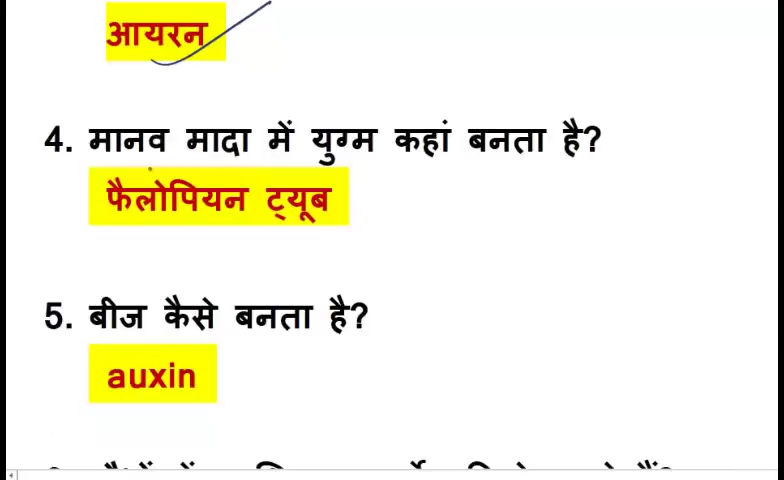 आयरन
4. मानव मादा में युग्म कहां बनता है?
फैलोपियन ट्यूब
5. बीज कैसे बनता है?
auxin